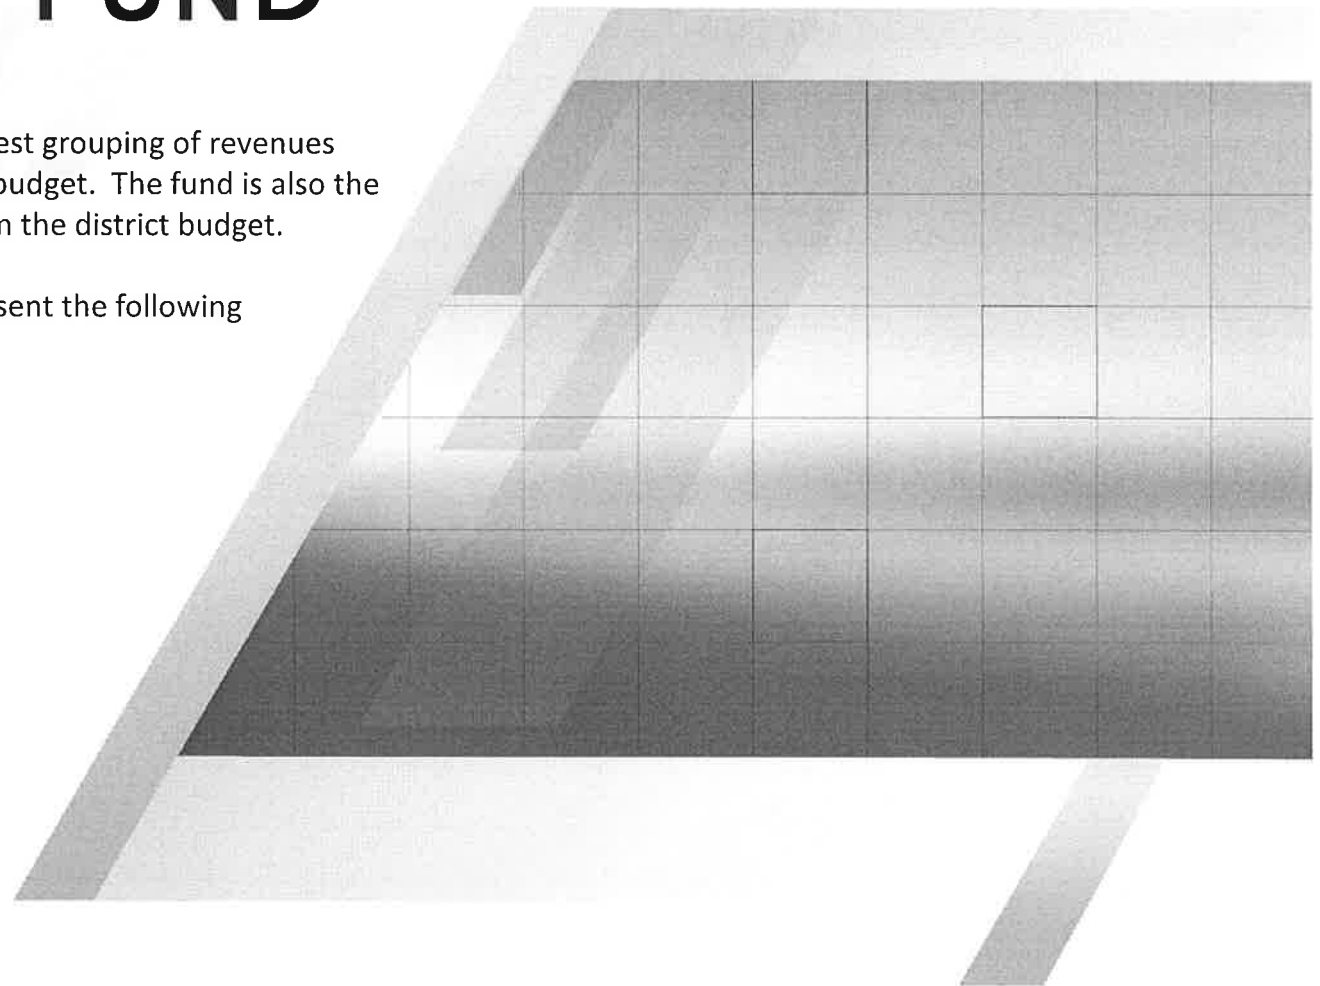 FUND
est grouping of revenues
budget. The fund is also the
n the district budget.
sent the following